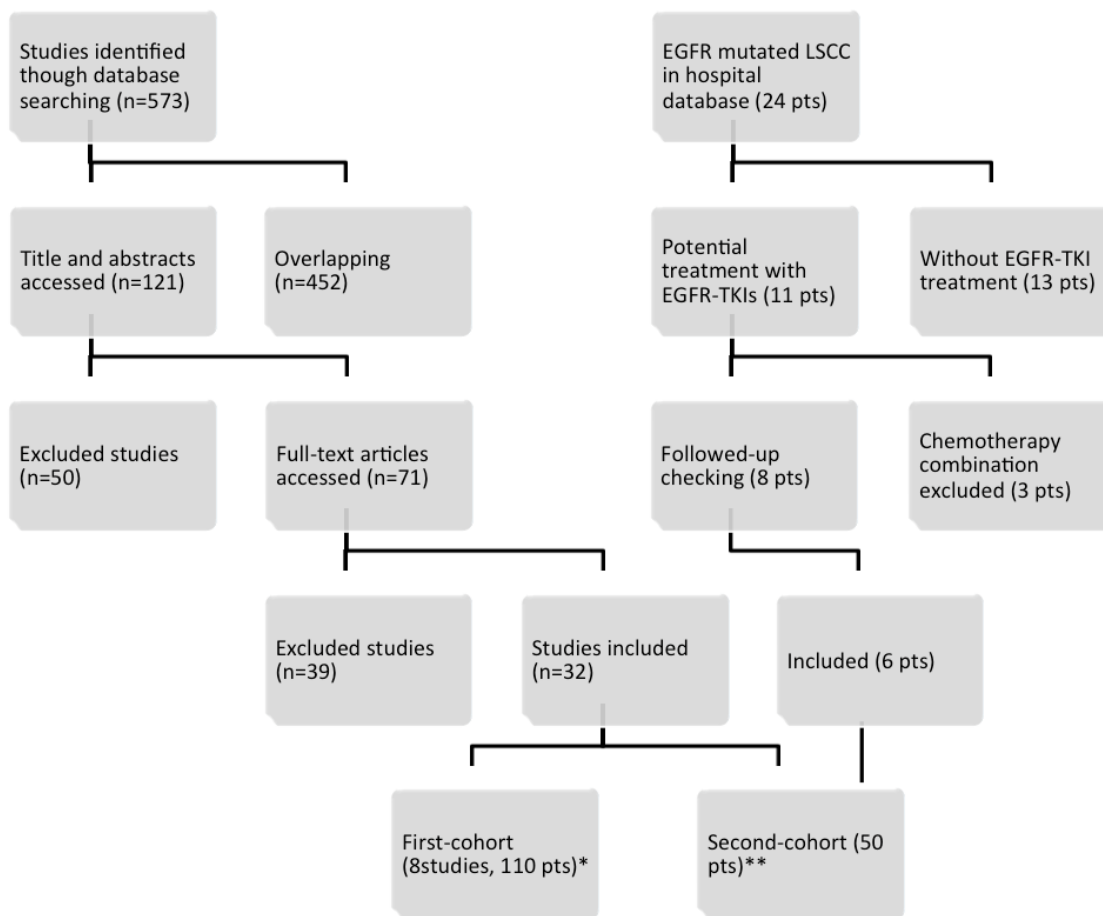 Studies identified
though database
searching (n=573)
EGFR mutated LSCC
in hospital
database (24 pts)
Title and abstracts
accessed (n=121)
Overlapping
(n=452)
Potential
treatment with
EGFR-TKIs (11 pts)
Without EGFR-TKI
treatment (13 pts)
Excluded studies
(n=50)
Full-text articles
accessed (n=71)
Followed-up
checking (8 pts)
Chemotherapy
combination
excluded (3 pts)
Excluded studies
(n=39)
Studies included
(n=32)
Included (6 pts)
First-cohort
(8studies, 110 pts)*
Second-cohort (50
pts)**